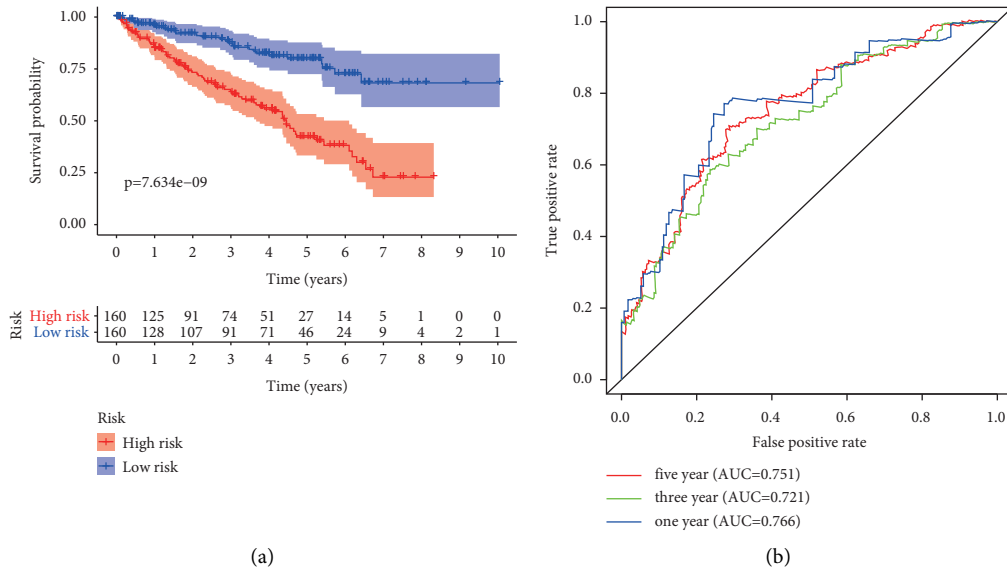 1.00
0.75
0.50
0.25
0.00
Survival probability
p=7.634e−09
0 1 2 3 4 5 6 7 8 9 10
Time (years)
Risk
High risk 160 125 91 74 51 27 14 5 1 0 0
Low risk 160 128 107 91 71 46 24 9 4 2 1
0 1 2 3 4 5 6 7 8 9 10
Time (years)
Risk
High risk
Low risk
(a)
1.0
0.8
0.6
0.4
0.2
0.0
True positive rate
0.0 0.2 0.4 0.6 0.8 1.0
False positive rate
five year (AUC=0.751)
three year (AUC=0.721)
one year (AUC=0.766)
(b)